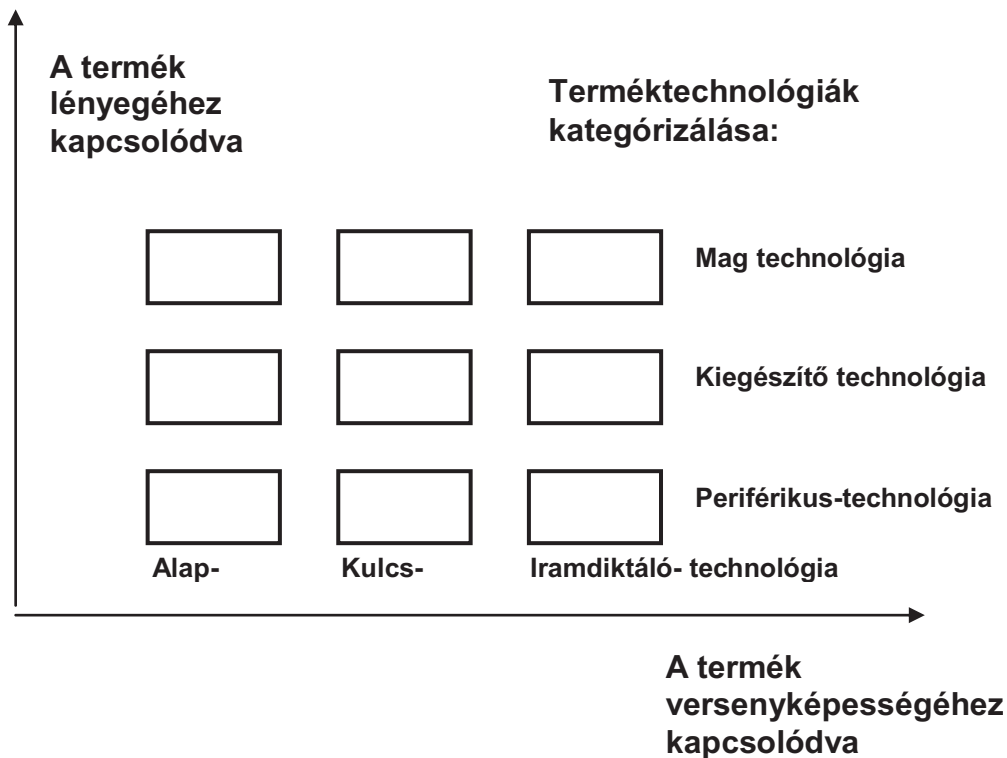 A termék
lényegéhez
kapcsolódva
Terméktechnológiák
kategórizálása:
Mag technológia
Kiegészítő technológia
Periférikus-technológia
Alap- Kulcs- Iramdiktáló- technológia
A termék
versenyképességéhez
kapcsolódva